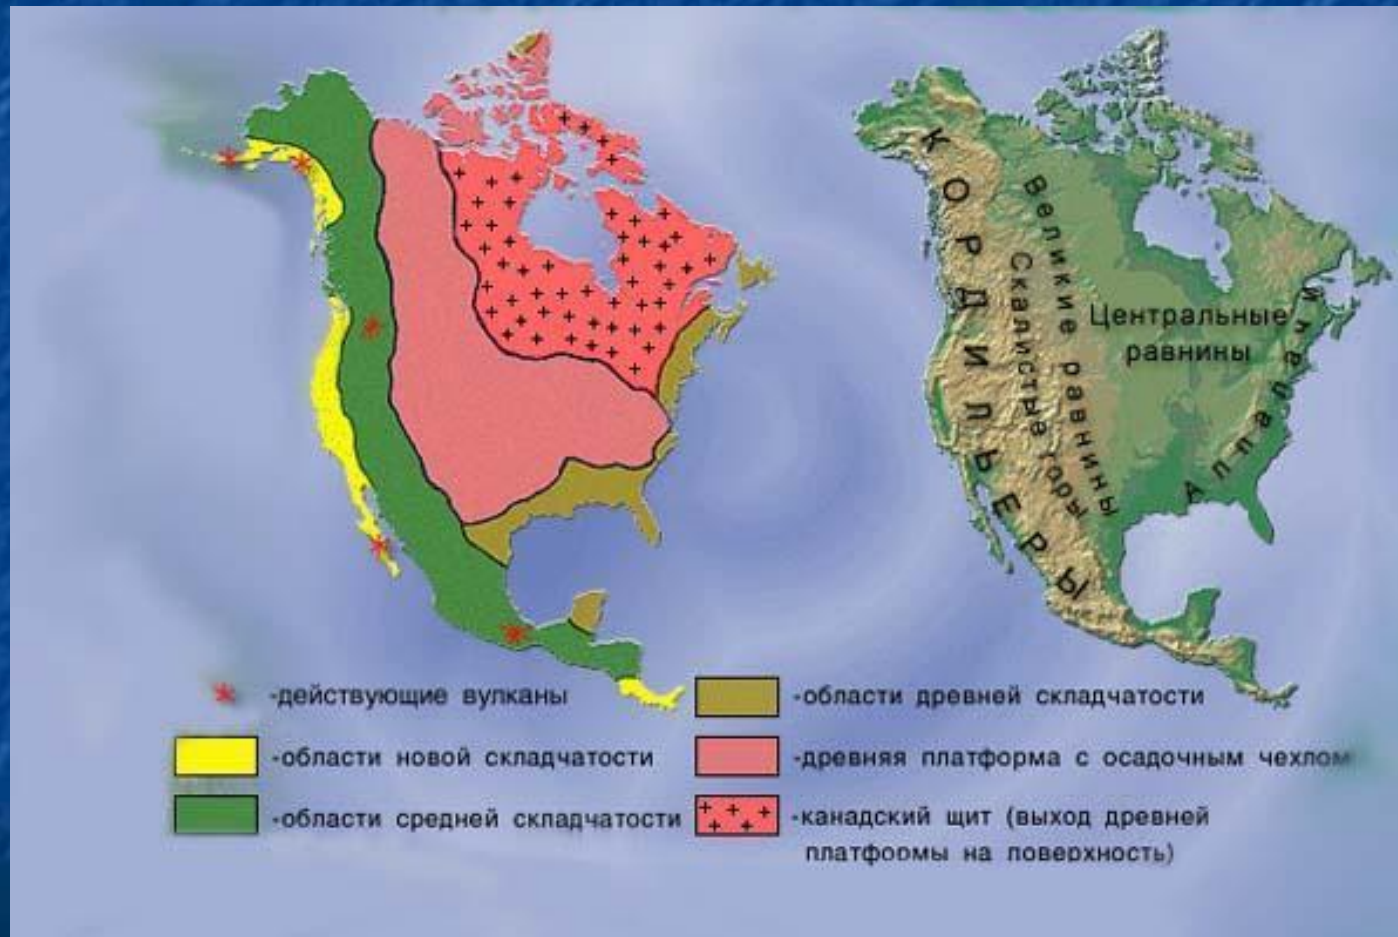 КОРДИЛЬЕРЫ
Скалистые горы
Великие равнины
Центральные
равнины
Аппалачи
-действующие вулканы
-области новой складчатости
-области средней складчатости
-области древней складчатости
-древняя платформа с осадочным чехлом
-канадский щит (выход древней
платформы на поверхность)